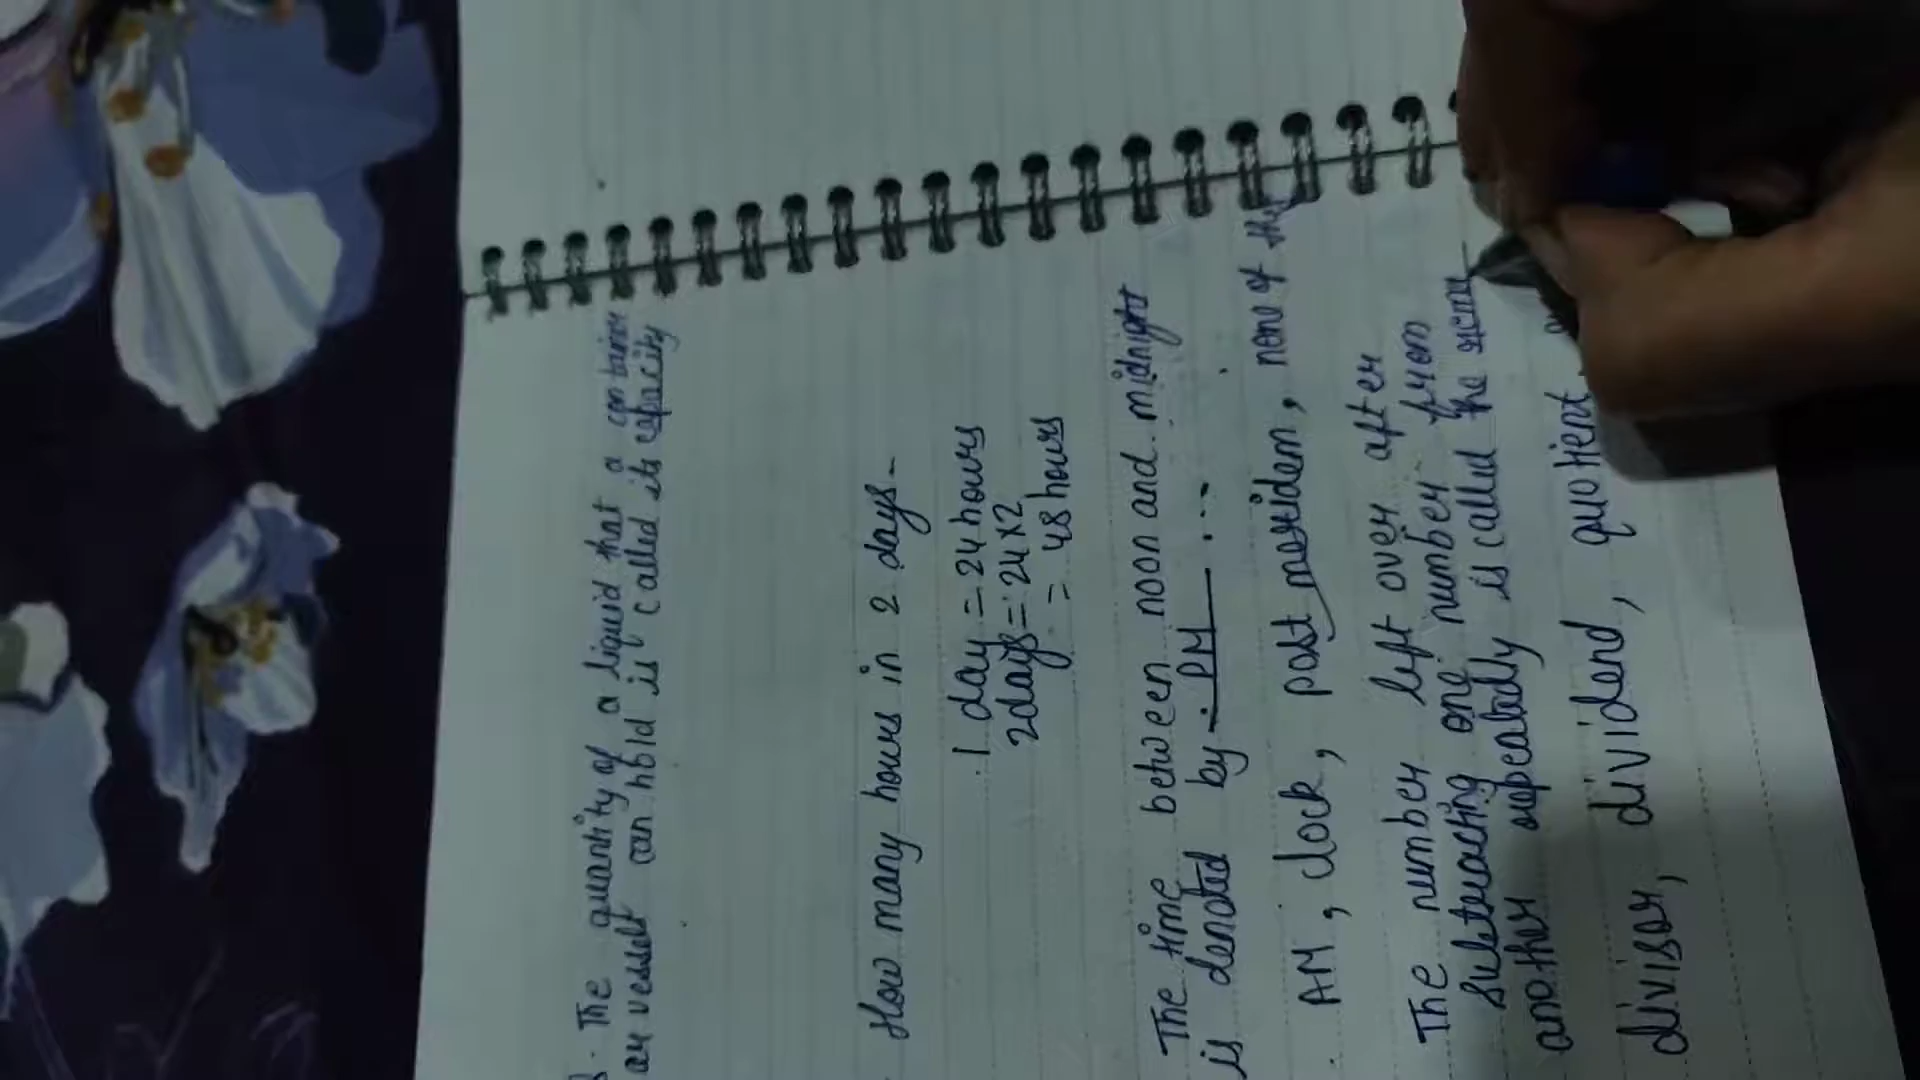 The quantity of a liquid that a container
or vessel can hold is called its capacity
How many hours in 2 days -
1 day = 24 hours
2days = 24 x 2
= 48 hours
The time between noon and midnight
is denoted by PM
AM, clock, post meridem, none of
The number left over after
subtracting one number from
another repeatedly is called the
divisor, dividend, quotient